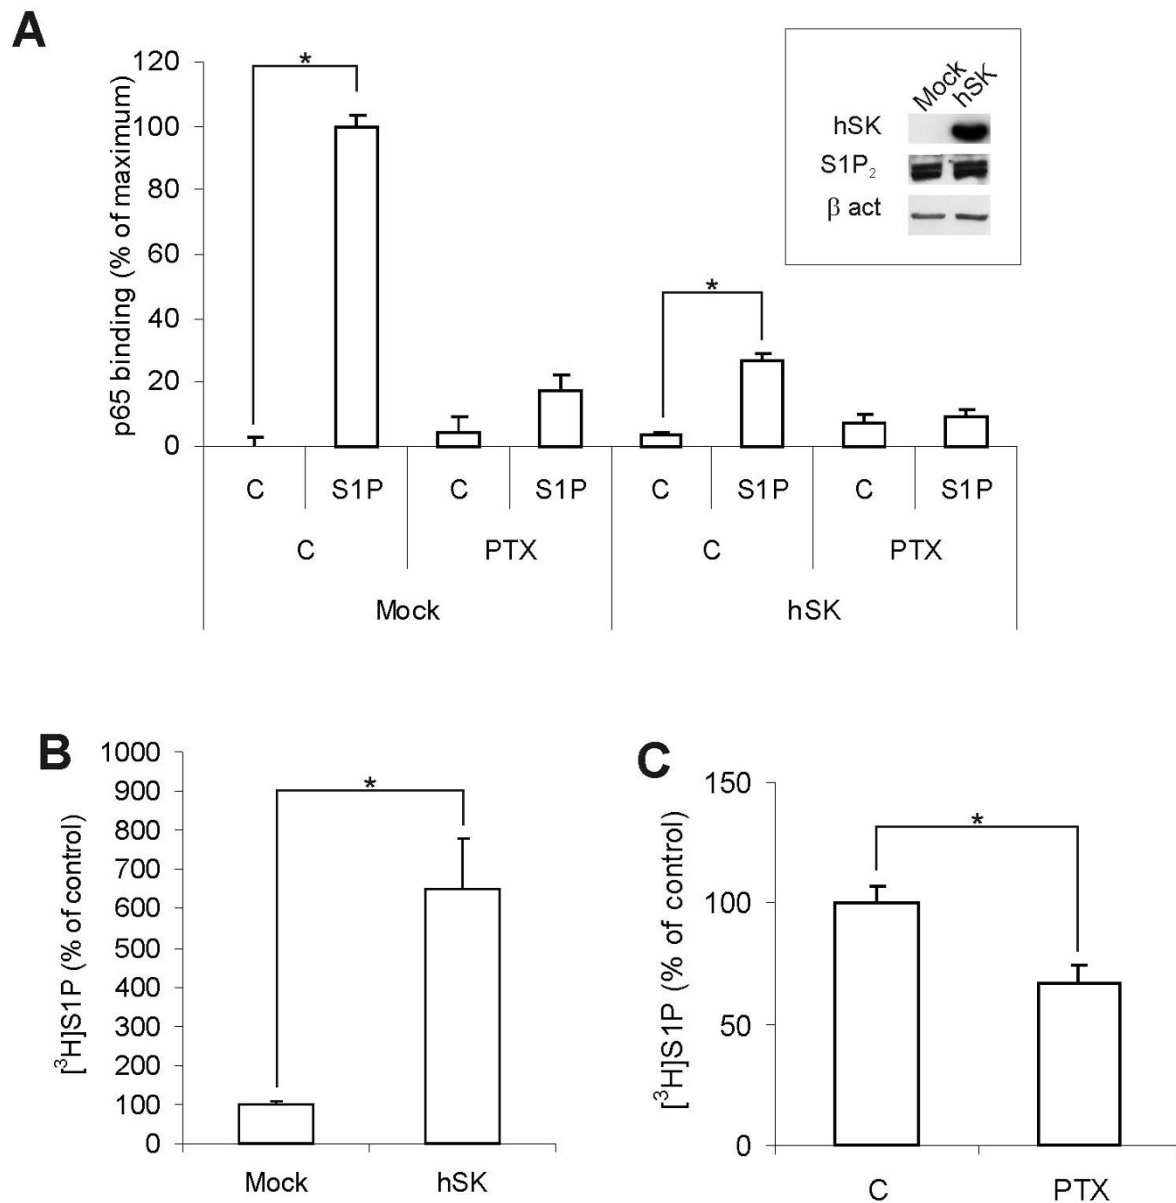 A
p65 binding (% of maximum)
120
100
80
60
40
20
0
*
*
Mock
hSK
hSK
S1P₂
β act
C S1P C S1P C S1P C S1P
C PTX C PTX
Mock hSK
B
[³H]S1P (% of control)
1000
900
800
700
600
500
400
300
200
100
0
*
Mock hSK
C
[³H]S1P (% of control)
150
100
50
0
*
C PTX